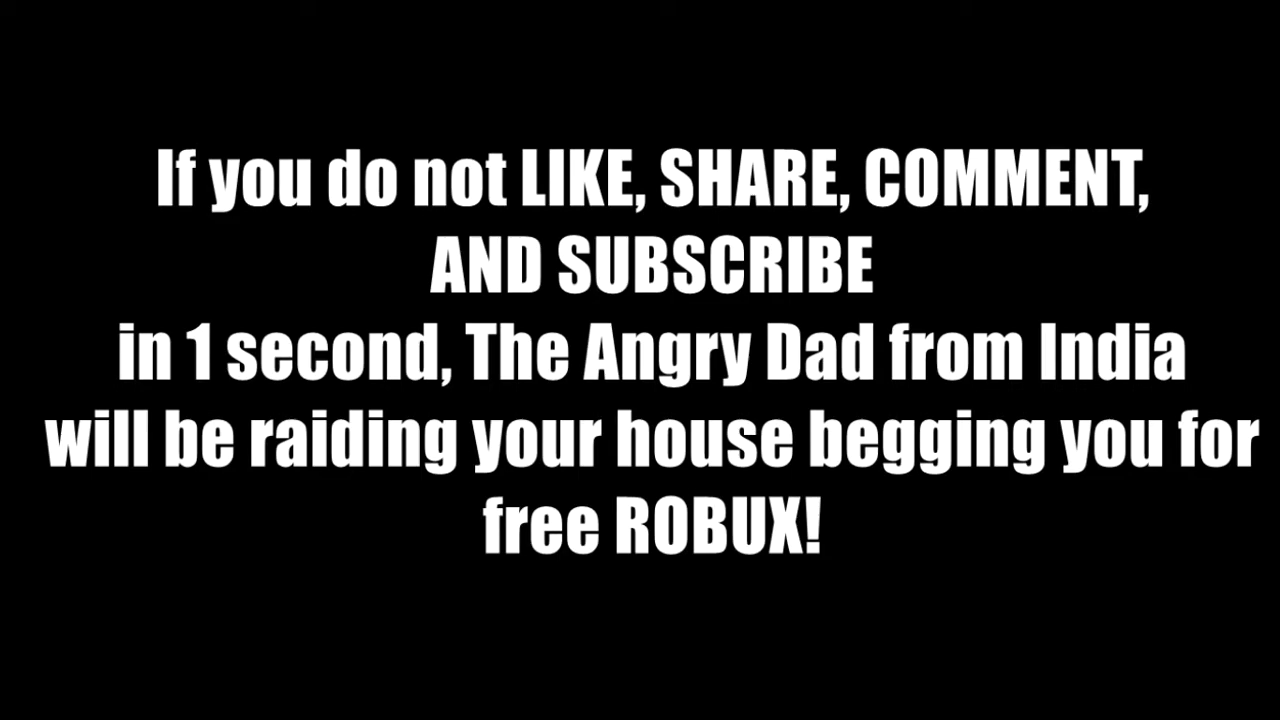 If you do not LIKE, SHARE, COMMENT,
AND SUBSCRIBE
in 1 second, The Angry Dad from India
will be raiding your house begging you for
free ROBUX!